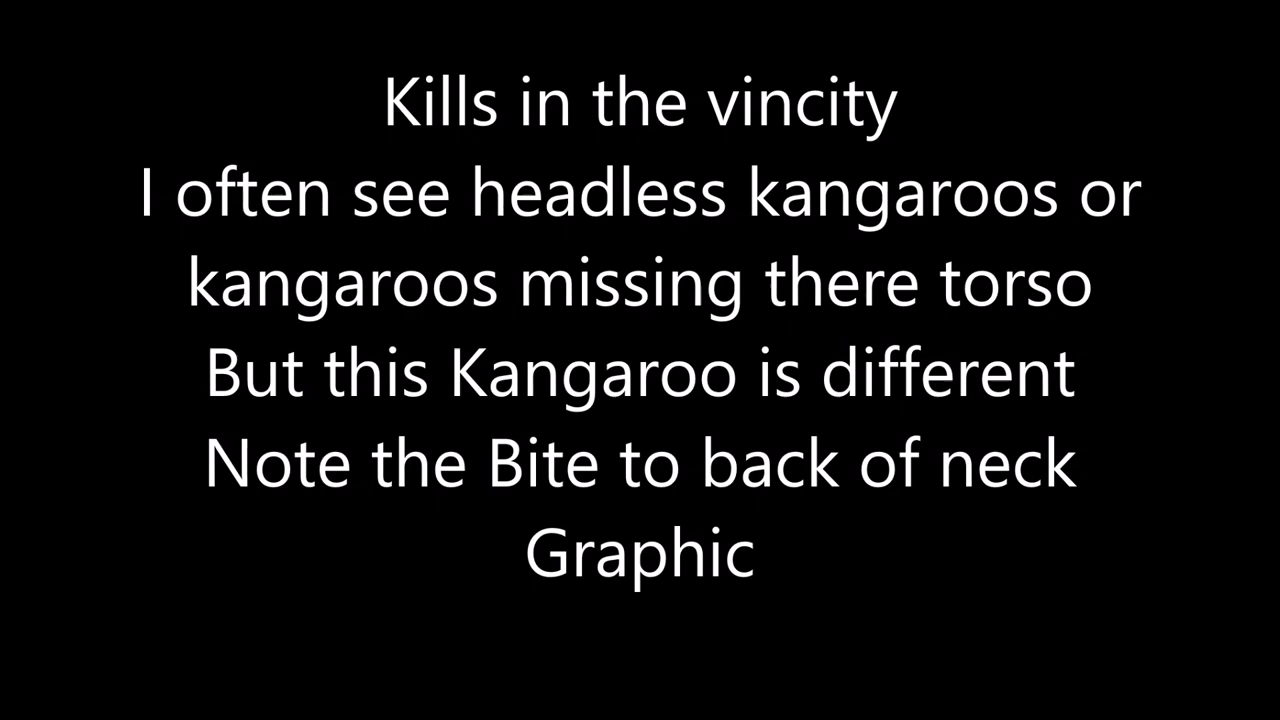 Kills in the vincity
I often see headless kangaroos or
kangaroos missing there torso
But this Kangaroo is different
Note the Bite to back of neck
Graphic